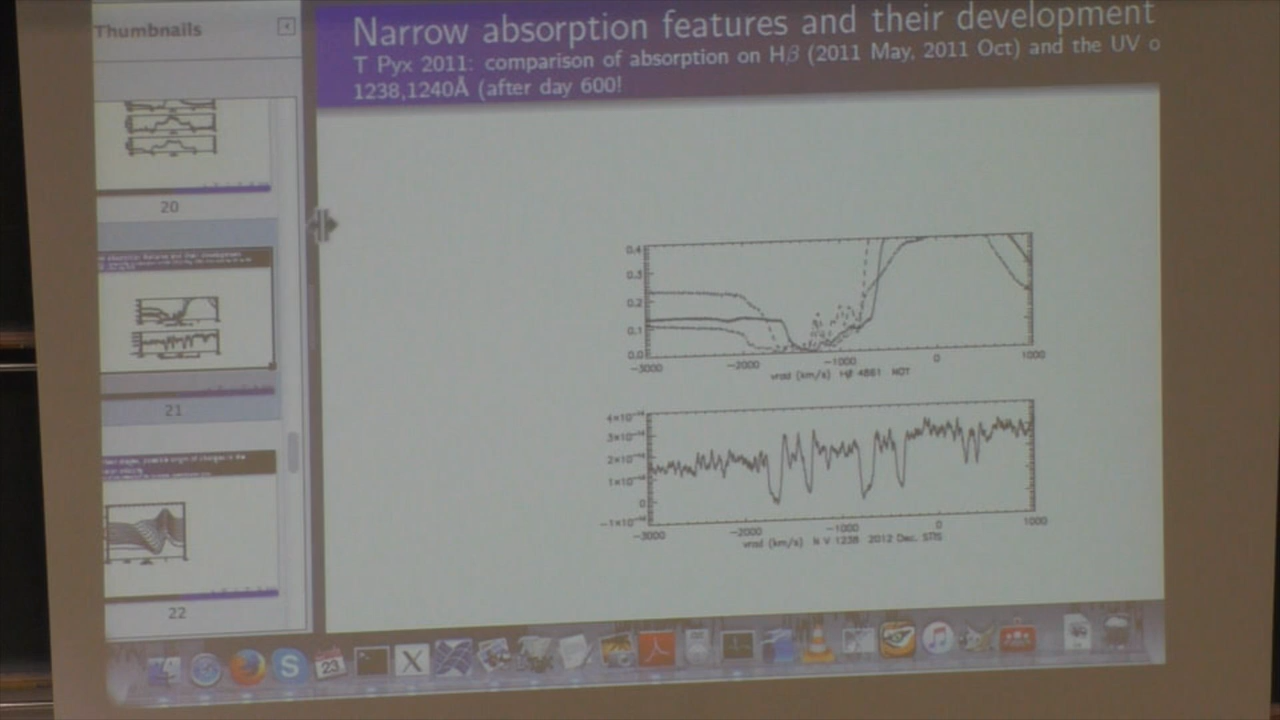 Thumbnails
20
21
22
Narrow absorption features and their development
T Pyx 2011: comparison of absorption on Hβ (2011 May, 2011 Oct) and the UV o
1238,1240Å (after day 600!
0.4
0.3
0.2
0.1
0.0
-3000 -2000 -1000 0 1000
vrad (km/s) Hβ 4861 NOT
4×10⁻¹⁴
3×10⁻¹⁴
2×10⁻¹⁴
1×10⁻¹⁴
0
-1×10⁻¹⁴
-3000 -2000 -1000 0 1000
vrad (km/s) N V 1238 2012 Dec. STIS
23